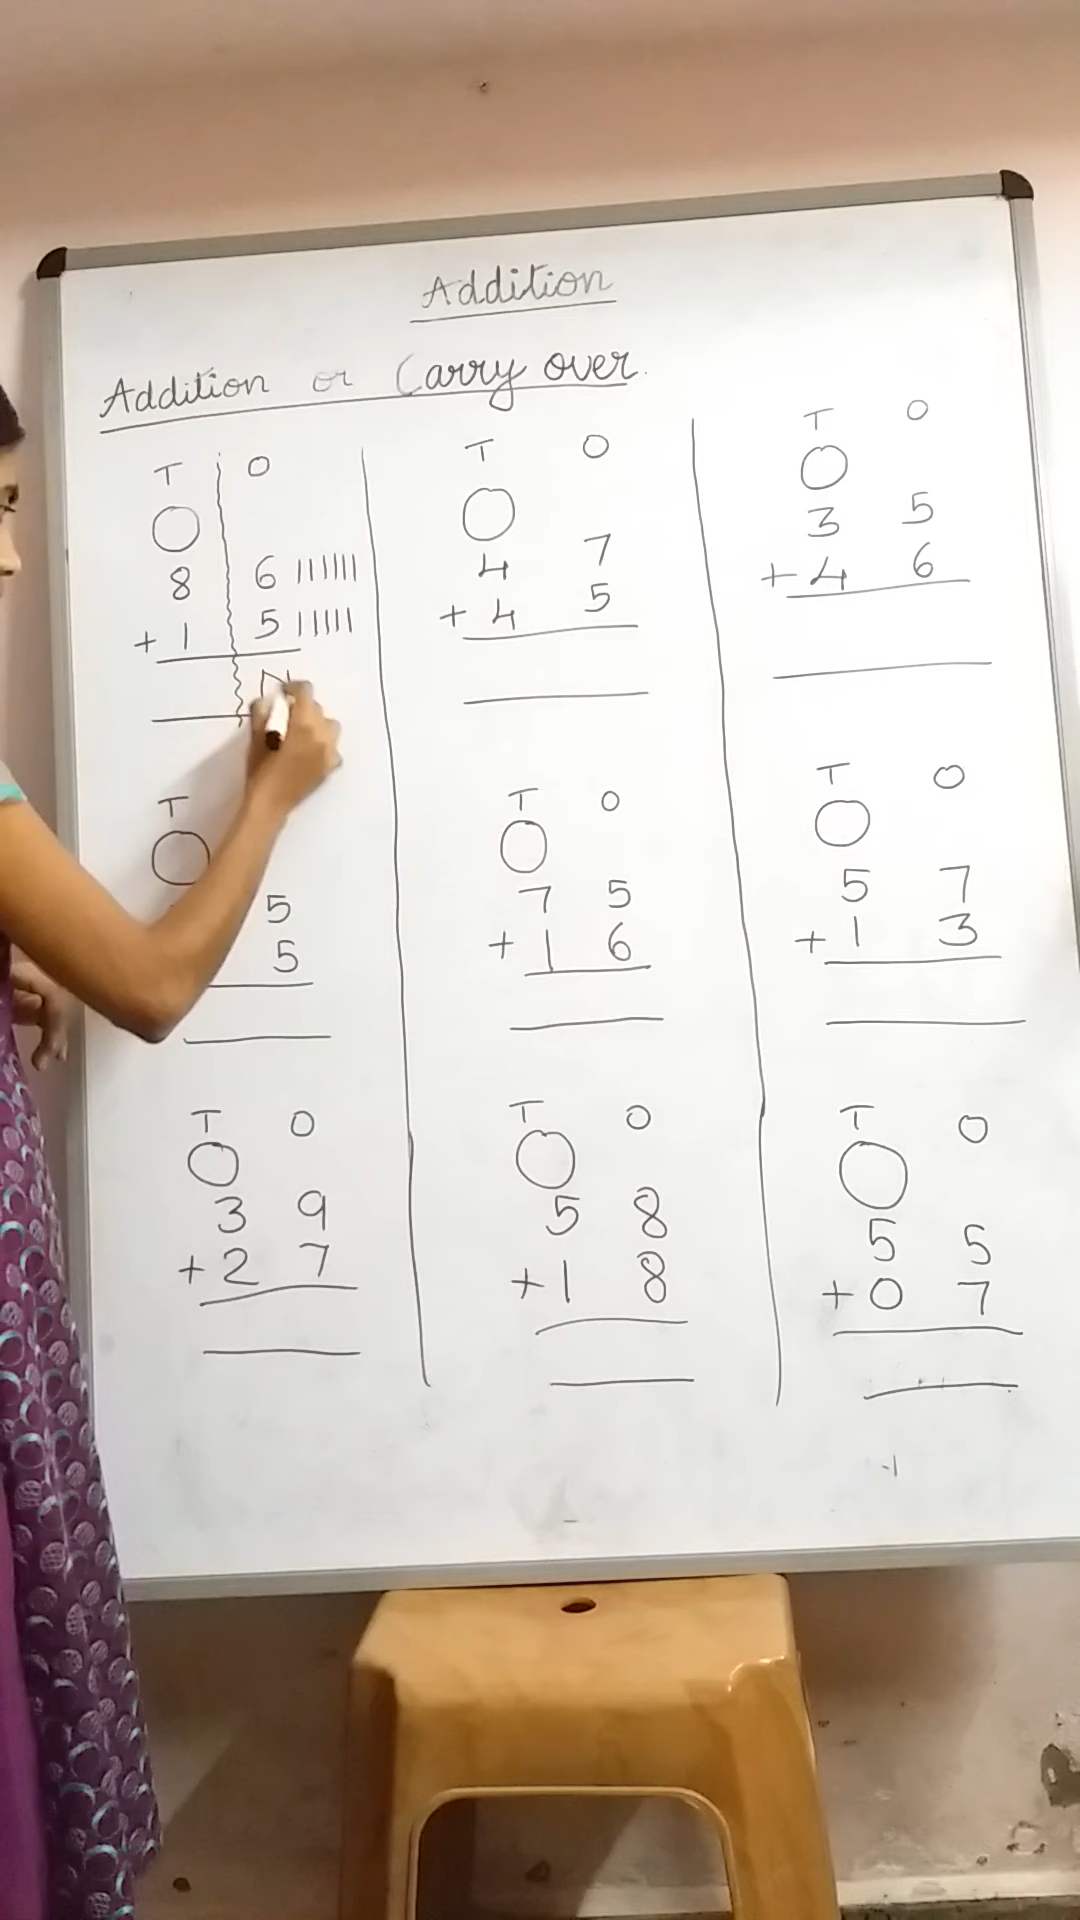 Addition
Addition or Carry over.
T O
8 6 ||||||
+ 1 5 |||||
T O
4 7
+ 4 5
T O
3 5
+ 4 6
T
5
5
T O
7 5
+ 1 6
T O
5 7
+ 1 3
T O
3 9
+ 2 7
T O
5 8
+ 1 8
T O
5 5
+ 0 7